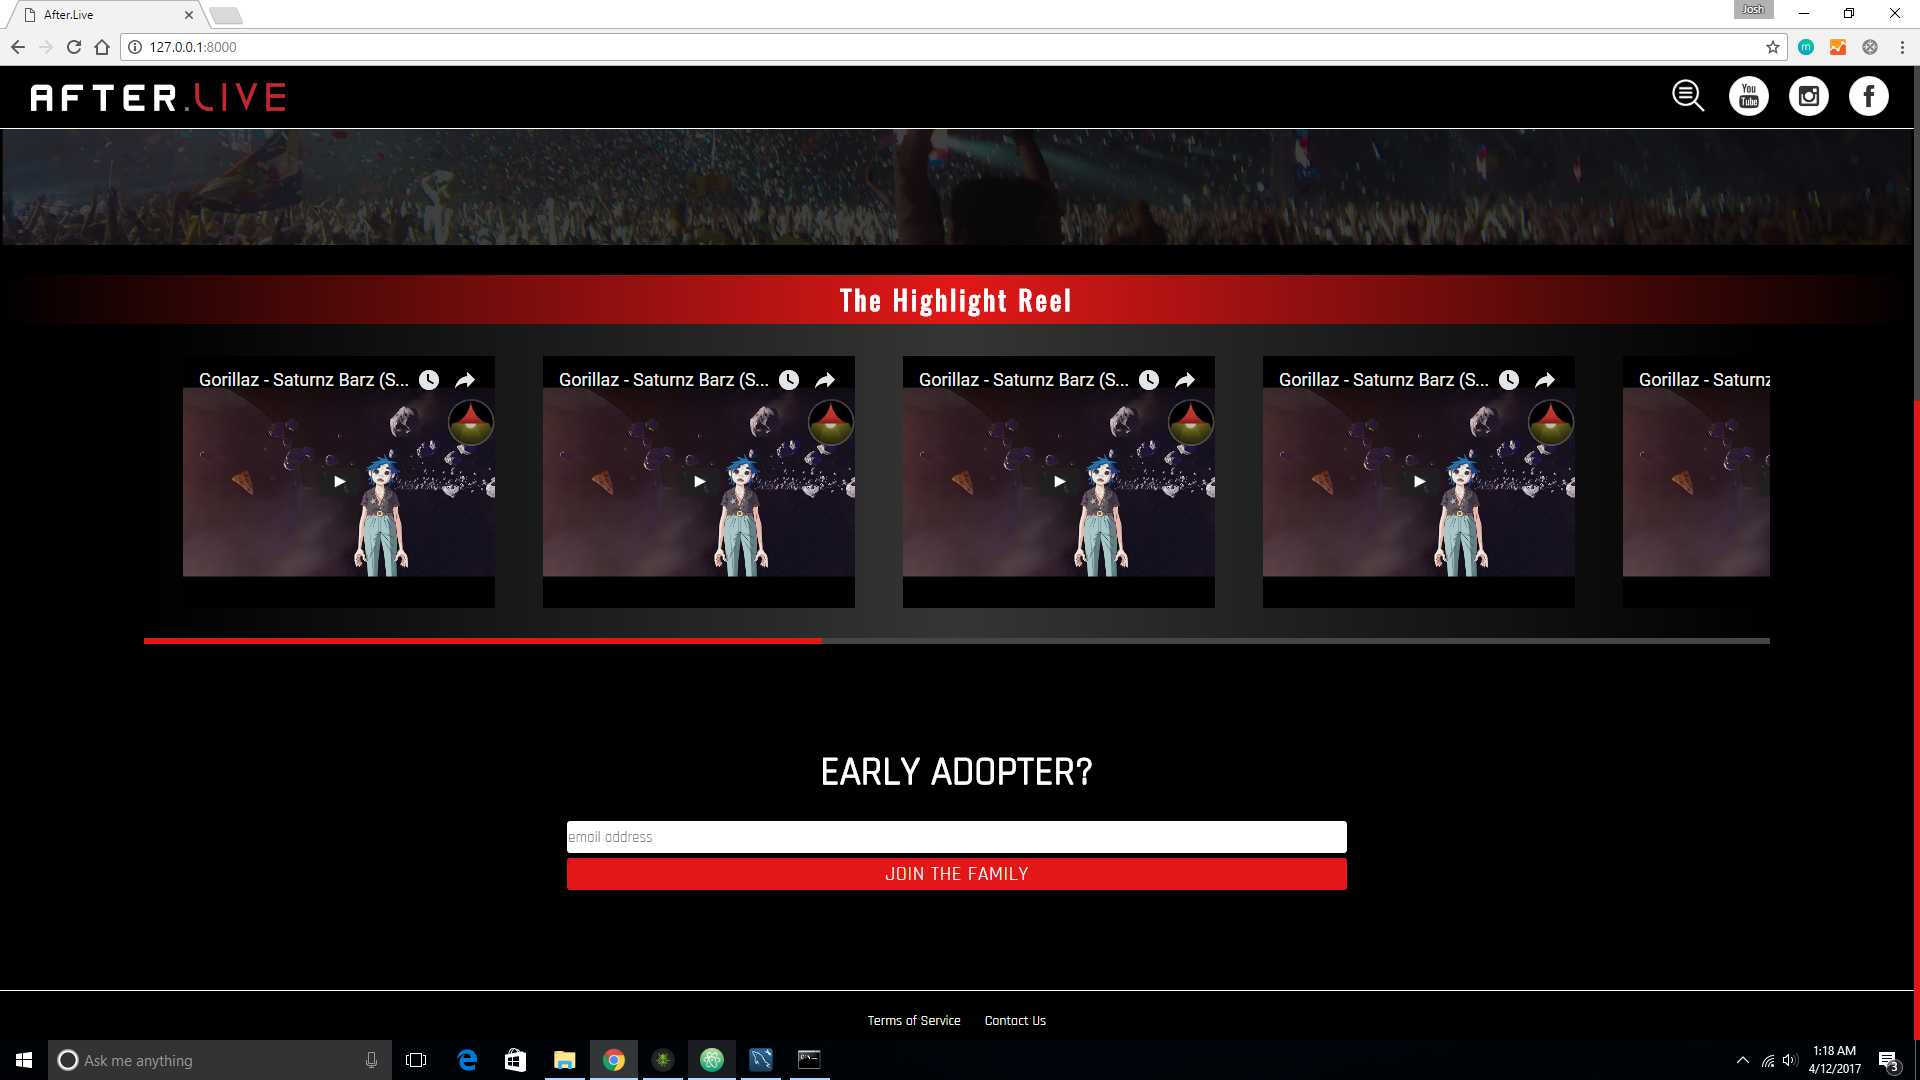 After.Live
Josh
127.0.0.1:8000
AFTER.LIVE
You
Tube
The Highlight Reel
Gorillaz - Saturnz Barz (S...
Gorillaz - Saturnz Barz (S...
Gorillaz - Saturnz Barz (S...
Gorillaz - Saturnz Barz (S...
Gorillaz - Saturnz
EARLY ADOPTER?
email address
JOIN THE FAMILY
Terms of Service Contact Us
Ask me anything
1:18 AM
4/12/2017
3